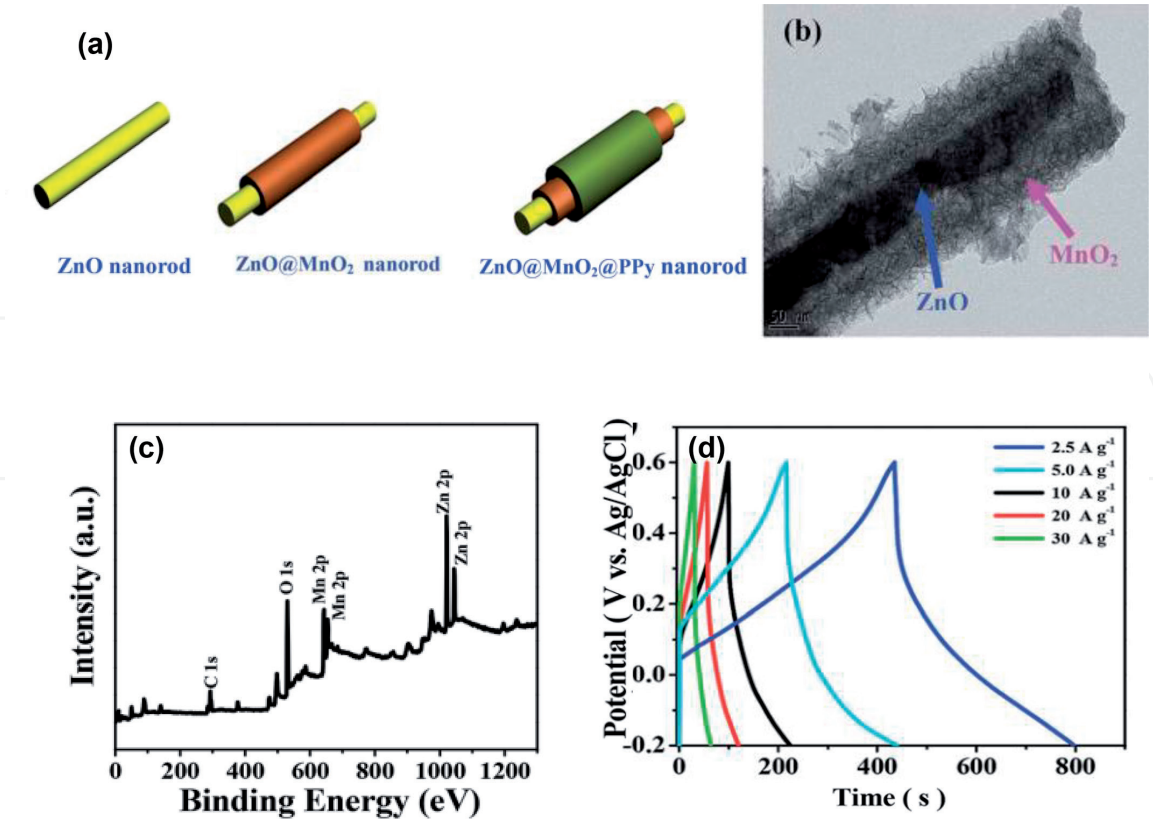 (a)
ZnO nanorod
ZnO@MnO₂ nanorod
ZnO@MnO₂@PPy nanorod
(b)
MnO₂
ZnO
50 nm
(c)
Intensity (a.u.)
C 1s
O 1s
Mn 2p
Mn 2p
Zn 2p
Zn 2p
0 200 400 600 800 1000 1200
Binding Energy (eV)
(d)
Potential ( V vs. Ag/AgCl)
0.6
0.4
0.2
0.0
-0.2
2.5 A g⁻¹
5.0 A g⁻¹
10 A g⁻¹
20 A g⁻¹
30 A g⁻¹
0 200 400 600 800
Time ( s )